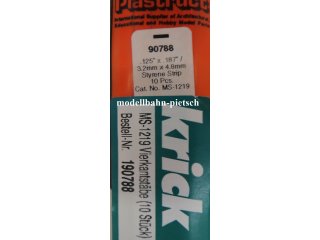 Plastruct
International Supplier of Architectural
Educational and Hobby Model Parts
90788
.125" x .187" /
3.2mm x 4.8mm
Styrene Strip
10 Pcs.
Cat. No. MS-1219
modellbahn-pietsch
krick
MS-1219 Vierkantstäbe (10 Stück)
Bestell-Nr. 190788